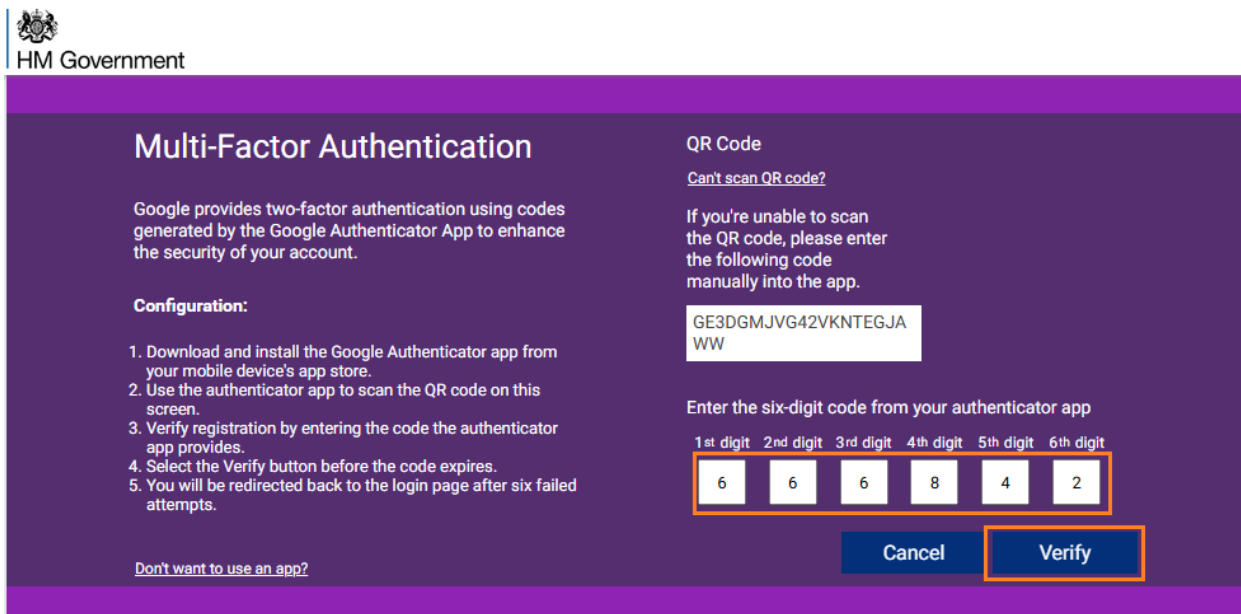 HM Government
Multi-Factor Authentication
Google provides two-factor authentication using codes
generated by the Google Authenticator App to enhance
the security of your account.
Configuration:
1. Download and install the Google Authenticator app from
your mobile device's app store.
2. Use the authenticator app to scan the QR code on this
screen.
3. Verify registration by entering the code the authenticator
app provides.
4. Select the Verify button before the code expires.
5. You will be redirected back to the login page after six failed
attempts.
Don't want to use an app?
QR Code
Can't scan QR code?
If you're unable to scan
the QR code, please enter
the following code
manually into the app.
GE3DGMJVG42VKNTEGJA
WW
Enter the six-digit code from your authenticator app
1st digit 2nd digit 3rd digit 4th digit 5th digit 6th digit
6 6 6 8 4 2
Cancel Verify